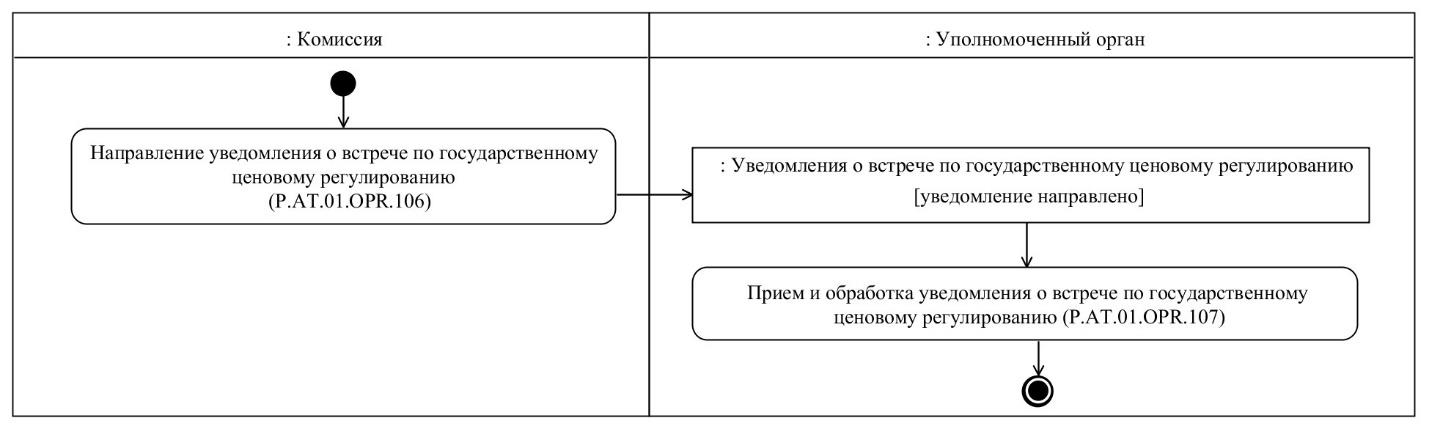 : Комиссия
: Уполномоченный орган
Направление уведомления о встрече по государственному
ценовому регулированию
(P.AT.01.OPR.106)
: Уведомления о встрече по государственному ценовому регулированию
[уведомление направлено]
Прием и обработка уведомления о встрече по государственному
ценовому регулированию (P.AT.01.OPR.107)